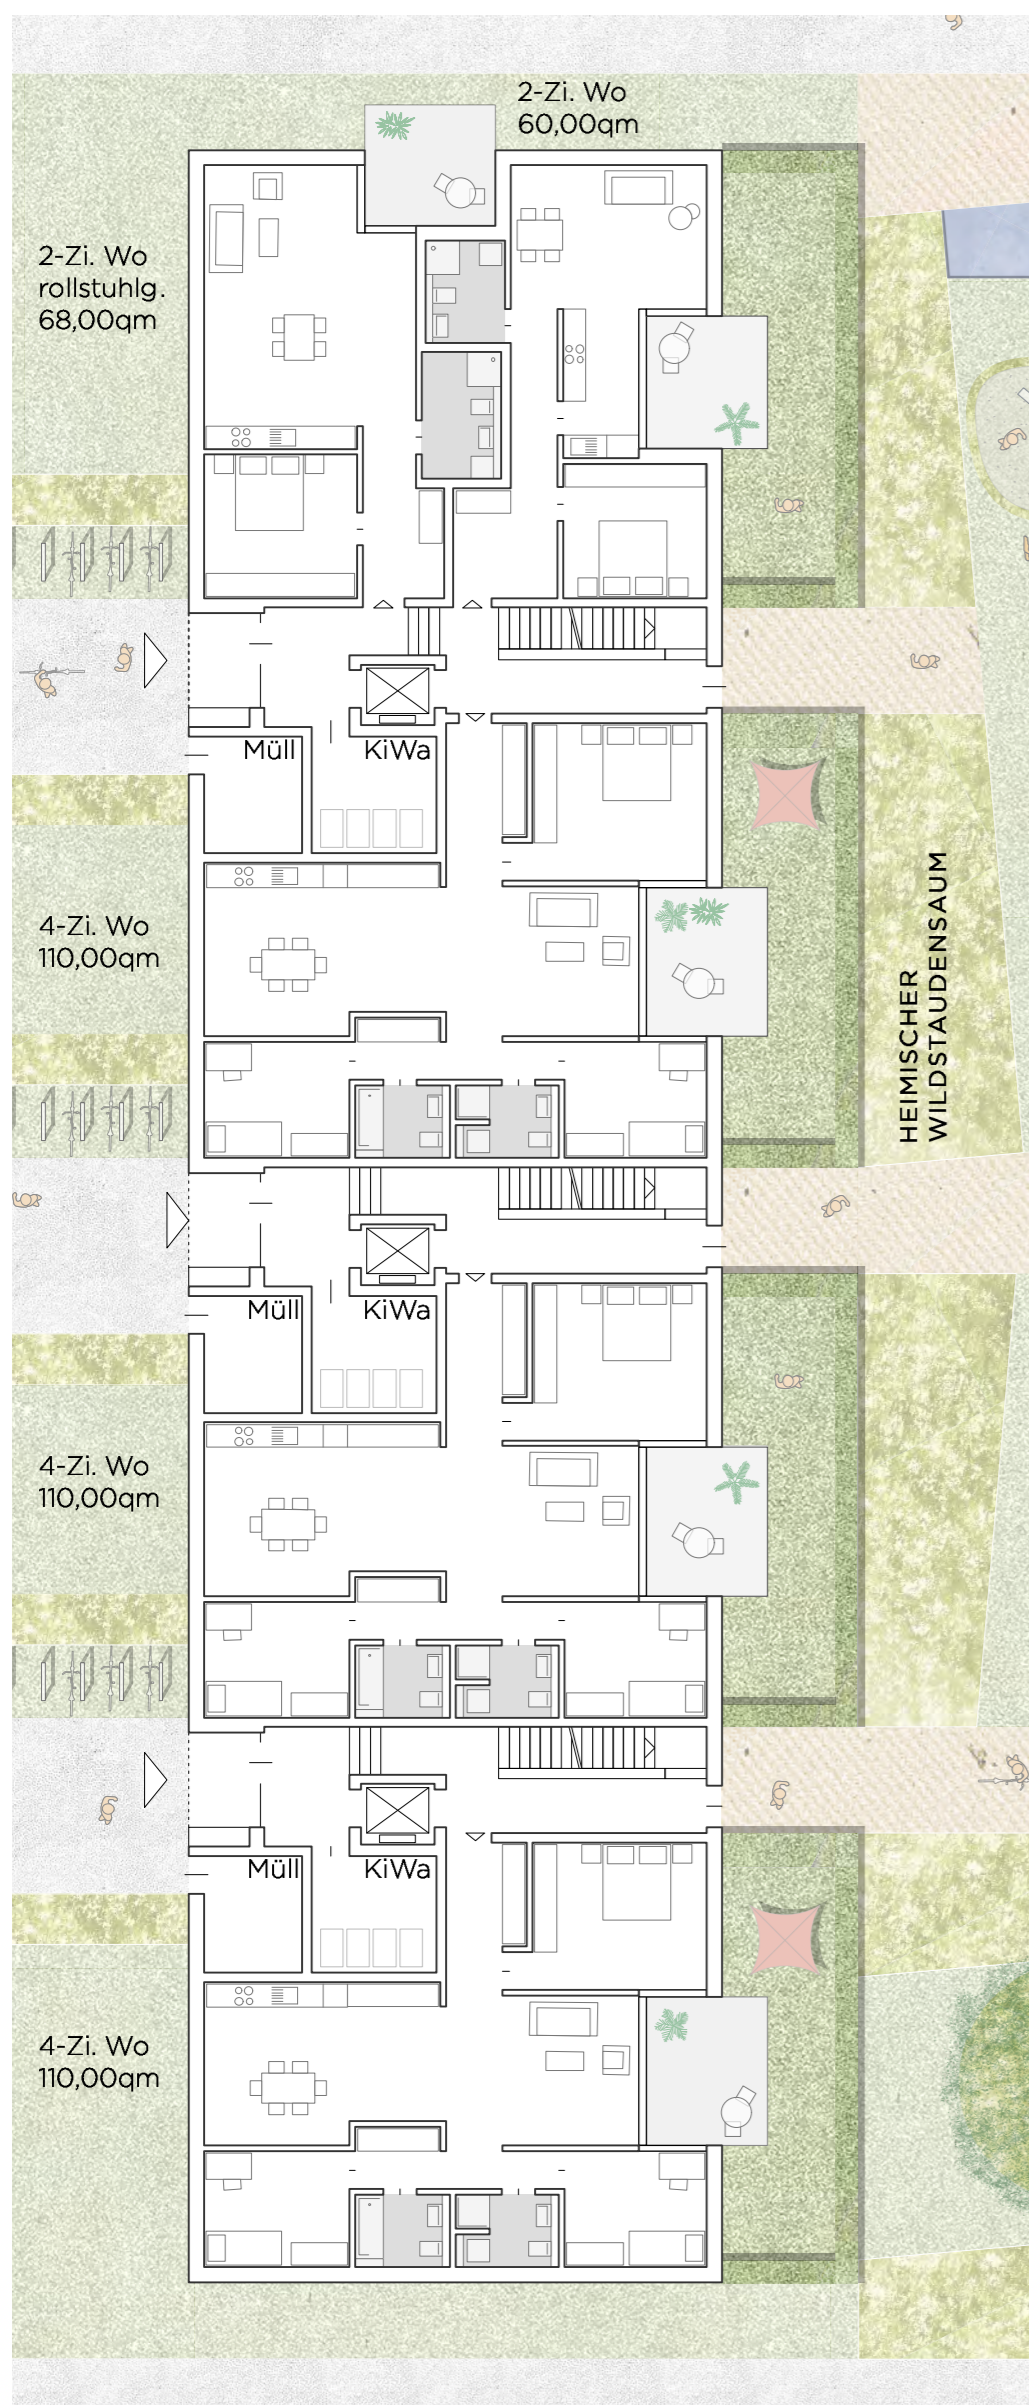 2-Zi. Wo
60,00qm
2-Zi. Wo
rollstuhlg.
68,00qm
Müll
KiWa
4-Zi. Wo
110,00qm
HEIMISCHER
WILDSTAUDENSAUM
Müll
KiWa
4-Zi. Wo
110,00qm
Müll
KiWa
4-Zi. Wo
110,00qm